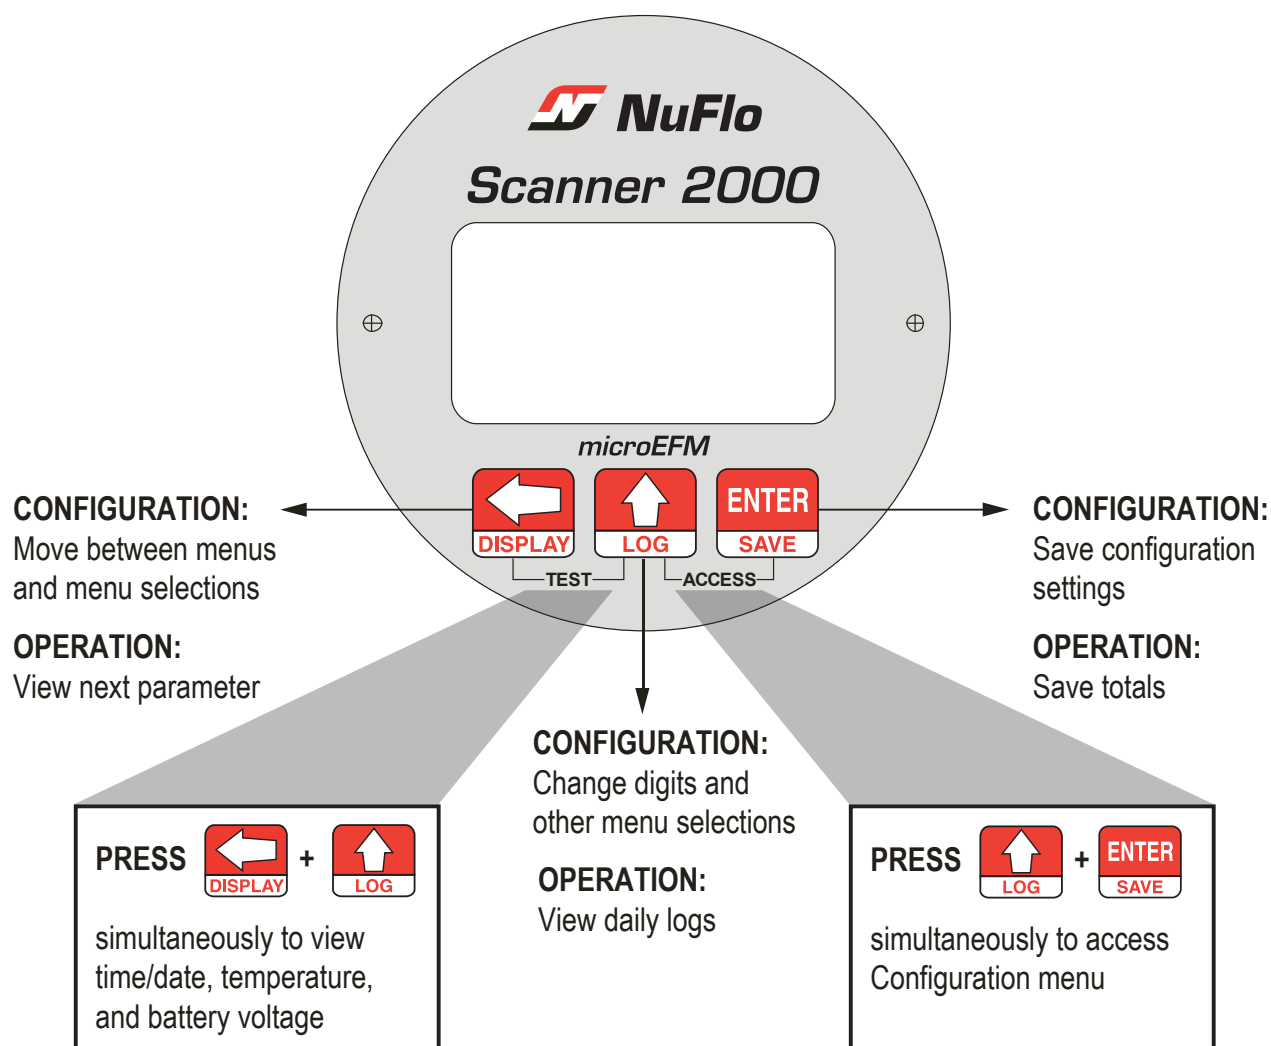 NuFlo
Scanner 2000
microEFM
DISPLAY
LOG
ENTER
SAVE
TEST
ACCESS
CONFIGURATION:
Move between menus
and menu selections
OPERATION:
View next parameter
CONFIGURATION:
Change digits and
other menu selections
OPERATION:
View daily logs
CONFIGURATION:
Save configuration
settings
OPERATION:
Save totals
PRESS DISPLAY + LOG
simultaneously to view
time/date, temperature,
and battery voltage
PRESS LOG + ENTER SAVE
simultaneously to access
Configuration menu